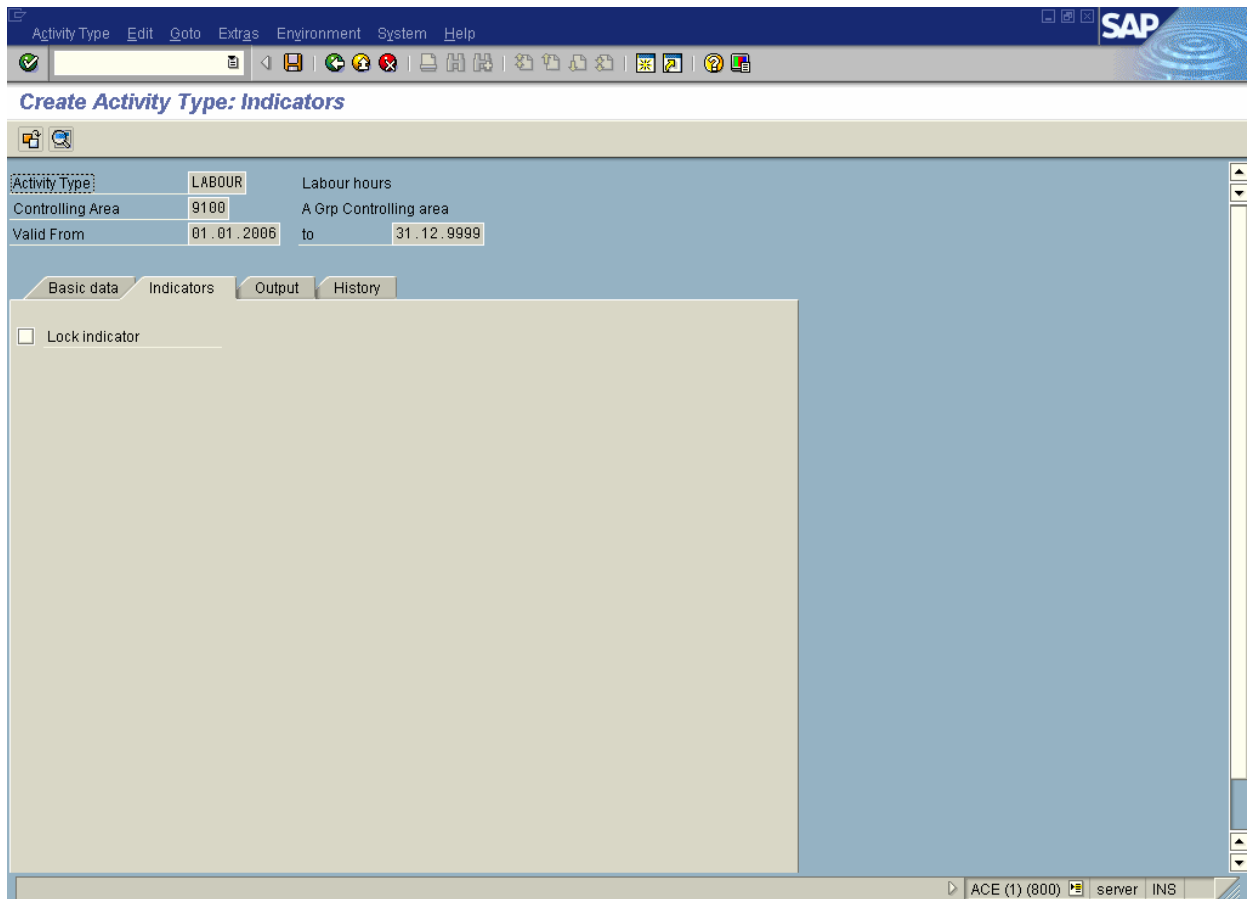 Activity Type Edit Goto Extras Environment System Help
SAP
Create Activity Type: Indicators
Activity Type LABOUR Labour hours
Controlling Area 9100 A Grp Controlling area
Valid From 01.01.2006 to 31.12.9999
Basic data Indicators Output History
Lock indicator
ACE (1) (800) server INS